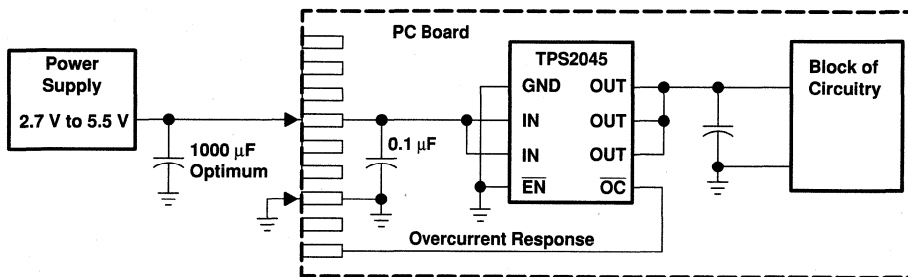 PC Board
Power
Supply
2.7 V to 5.5 V
1000 μF
Optimum
0.1 μF
TPS2045
GND OUT
IN OUT
IN OUT
EN OC
Block of
Circuitry
Overcurrent Response